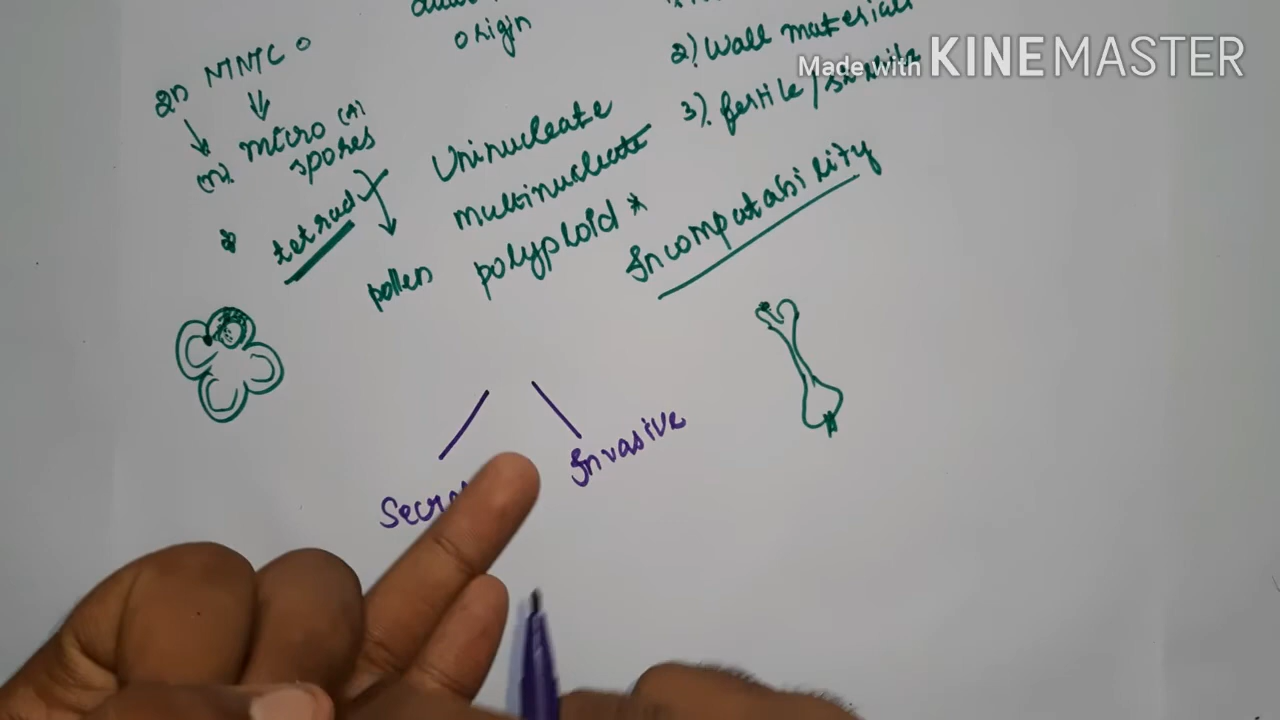 origin
2n MMC
(n) micro
spores
tetrad
pollen
Uninucleate
multinucleate
polyploid *
2) Wall materials
3). fertile /
Incompatability
Invasive
Made with KINEMASTER